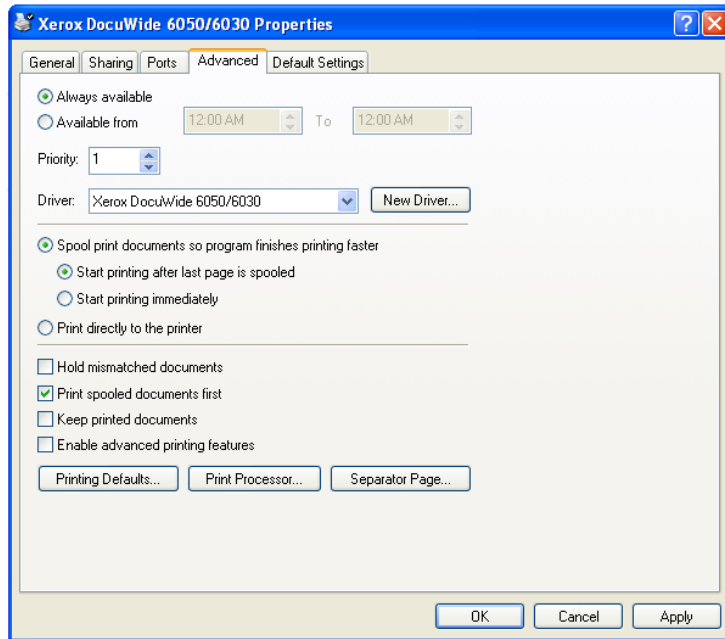 Xerox DocuWide 6050/6030 Properties
General Sharing Ports Advanced Default Settings
Always available
Available from 12:00 AM To 12:00 AM
Priority: 1
Driver: Xerox DocuWide 6050/6030 New Driver...
Spool print documents so program finishes printing faster
Start printing after last page is spooled
Start printing immediately
Print directly to the printer
Hold mismatched documents
Print spooled documents first
Keep printed documents
Enable advanced printing features
Printing Defaults... Print Processor... Separator Page...
OK Cancel Apply